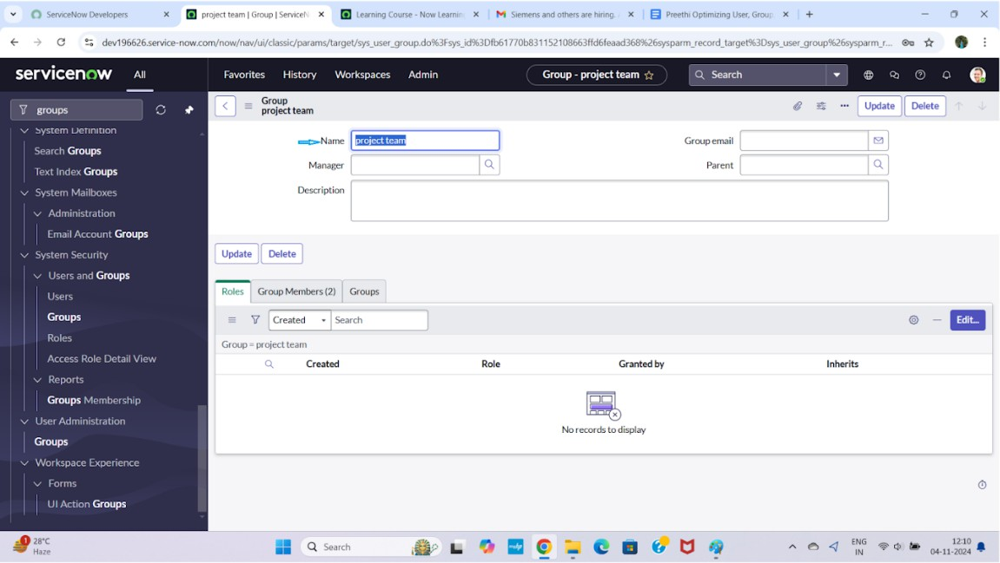 ServiceNow Developers
project team | Group | ServiceN
Learning Course - Now Learning
Siemens and others are hiring.
Preethi Optimizing User, Group
dev196626.service-now.com/now/nav/ui/classic/params/target/sys_user_group.do%3Fsys_id%3Dfb61770b831152108663ffd6feaad368%26sysparm_record_target%3Dsys_user_group%26sysparm_r...
servicenow
All
Favorites
History
Workspaces
Admin
Group - project team
Search
groups
System Definition
Search Groups
Text Index Groups
System Mailboxes
Administration
Email Account Groups
System Security
Users and Groups
Users
Groups
Roles
Access Role Detail View
Reports
Groups Membership
User Administration
Groups
Workspace Experience
Forms
UI Action Groups
Group
project team
Update
Delete
Name
project team
Group email
Manager
Parent
Description
Update
Delete
Roles
Group Members (2)
Groups
Created
Search
Edit...
Group = project team
Created
Role
Granted by
Inherits
No records to display
1
28°C
Haze
Search
ENG
IN
12:10
04-11-2024